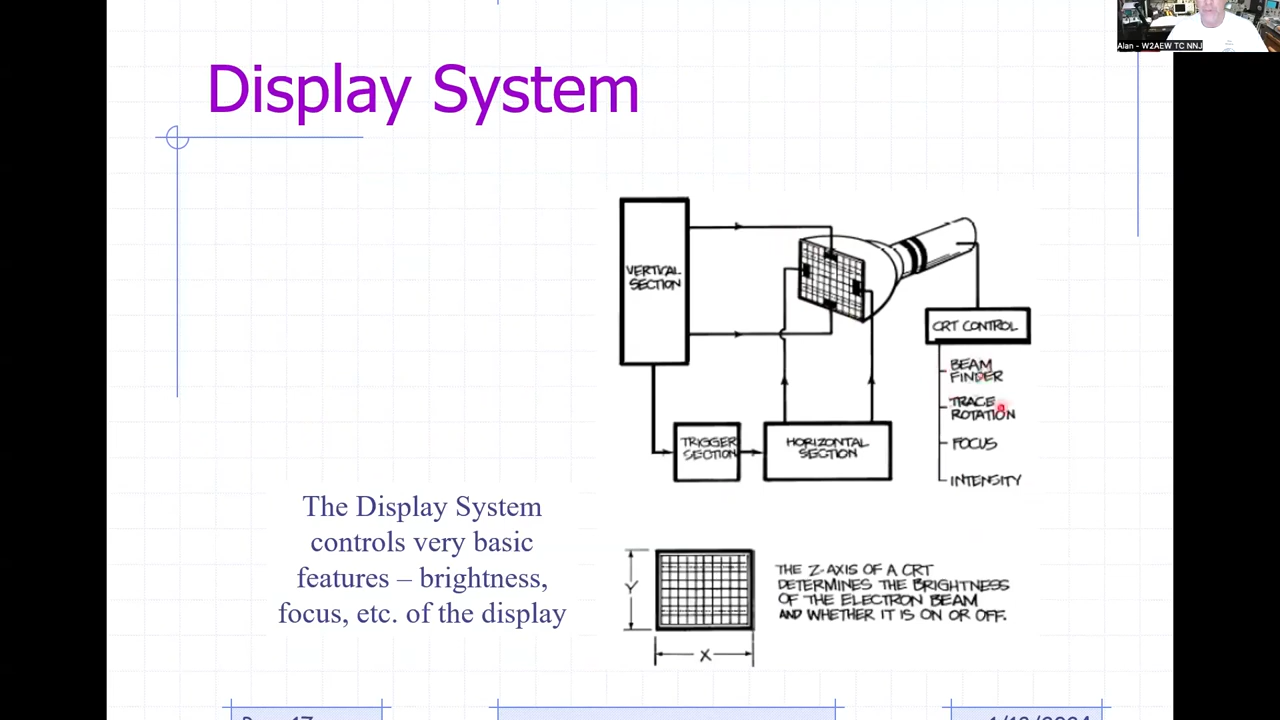 Alan - W2AEW TC NNJ
Display System
VERTICAL
SECTION
CRT CONTROL
BEAM
FINDER
TRACE
ROTATION
FOCUS
INTENSITY
TRIGGER
SECTION
HORIZONTAL
SECTION
The Display System
controls very basic
features – brightness,
focus, etc. of the display
Y
X
THE Z-AXIS OF A CRT
DETERMINES THE BRIGHTNESS
OF THE ELECTRON BEAM
AND WHETHER IT IS ON OR OFF.